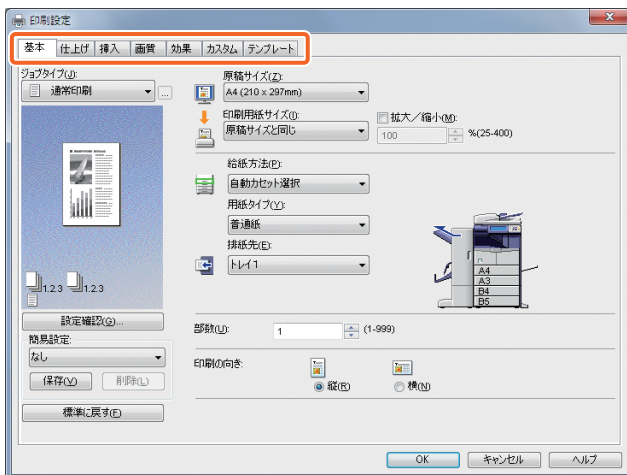 印刷設定
基本 仕上げ 挿入 画質 効果 カスタム テンプレート
ジョブタイプ(J):
通常印刷
...
1.2.3 1.2.3
設定確認(G)...
簡易設定:
なし
保存(V) 削除(L)
標準に戻す(F)
原稿サイズ(Z):
A4 (210 x 297mm)
印刷用紙サイズ(I):
原稿サイズと同じ
拡大/縮小(M):
100 %(25-400)
給紙方法(P):
自動カセット選択
用紙タイプ(Y):
普通紙
排紙先(E):
トレイ1
A4
A3
B4
B5
部数(U): 1 (1-999)
印刷の向き:
縦(R) 横(N)
OK キャンセル ヘルプ